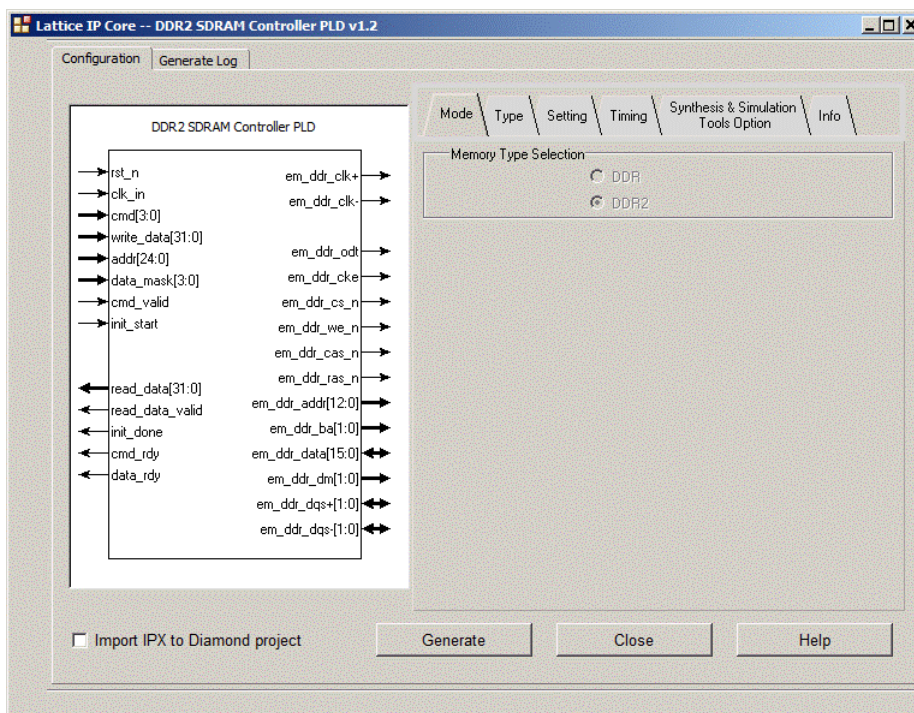 Lattice IP Core -- DDR2 SDRAM Controller PLD v1.2
Configuration
Generate Log
DDR2 SDRAM Controller PLD
rst_n
clk_in
cmd[3:0]
write_data[31:0]
addr[24:0]
data_mask[3:0]
cmd_valid
init_start
read_data[31:0]
read_data_valid
init_done
cmd_rdy
data_rdy
em_ddr_clk+
em_ddr_clk-
em_ddr_odt
em_ddr_cke
em_ddr_cs_n
em_ddr_we_n
em_ddr_cas_n
em_ddr_ras_n
em_ddr_addr[12:0]
em_ddr_ba[1:0]
em_ddr_data[15:0]
em_ddr_dm[1:0]
em_ddr_dqs+[1:0]
em_ddr_dqs-[1:0]
Mode
Type
Setting
Timing
Synthesis & Simulation
Tools Option
Info
Memory Type Selection
DDR
DDR2
Import IPX to Diamond project
Generate
Close
Help